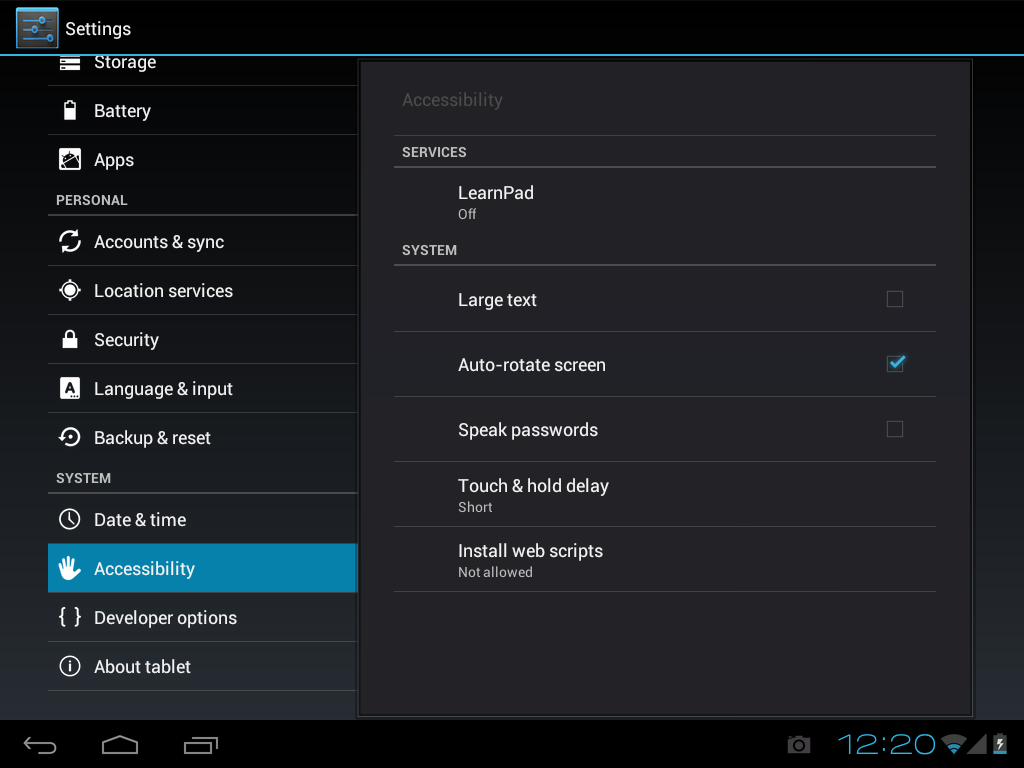 Settings
Storage
Battery
Apps
PERSONAL
Accounts & sync
Location services
Security
Language & input
Backup & reset
SYSTEM
Date & time
Accessibility
Developer options
About tablet
Accessibility
SERVICES
LearnPad
Off
SYSTEM
Large text
Auto-rotate screen
Speak passwords
Touch & hold delay
Short
Install web scripts
Not allowed
12:20